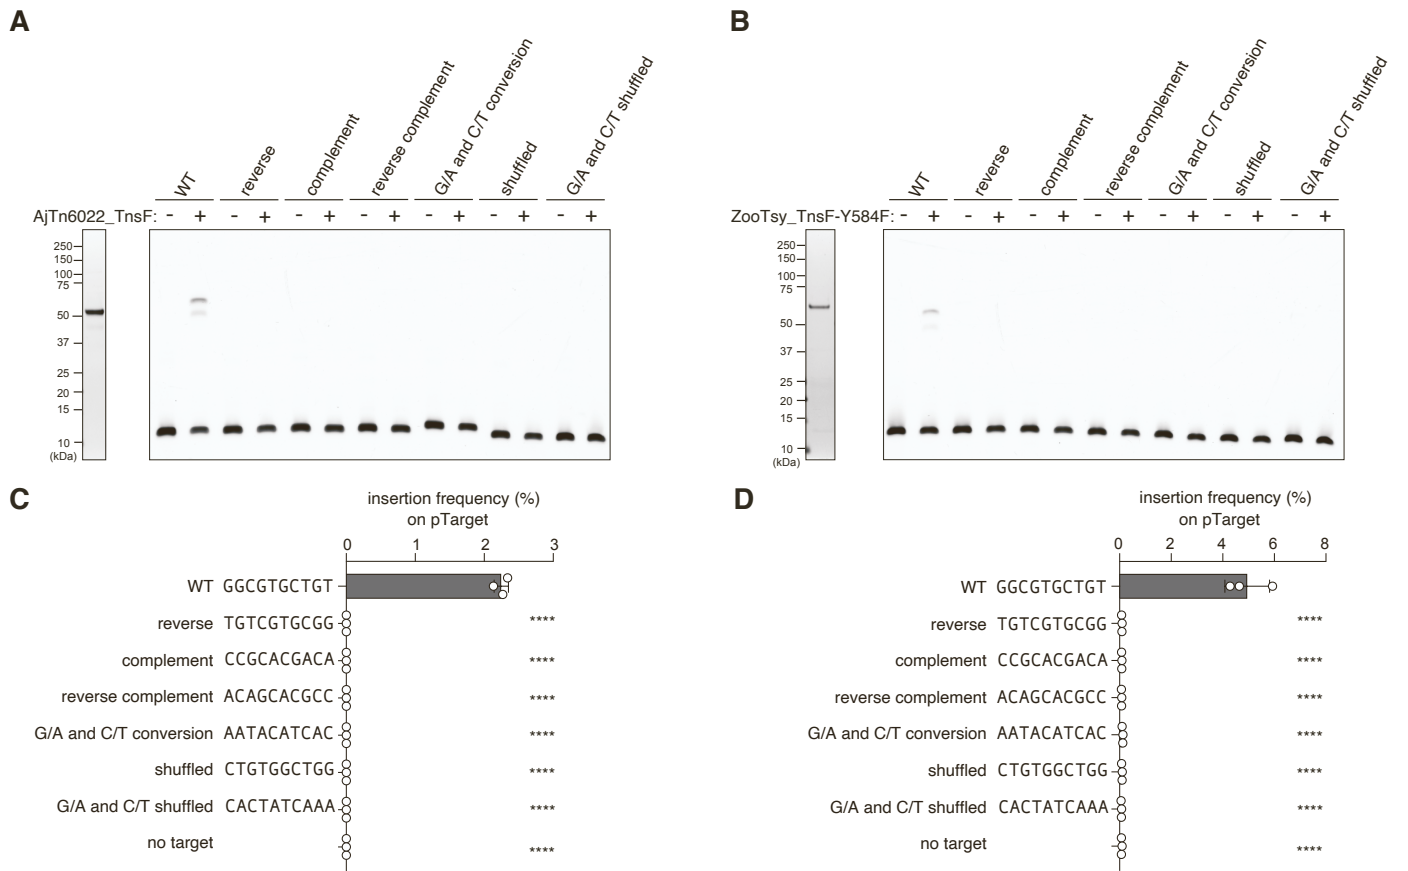 A
WT
reverse
complement
reverse complement
G/A and C/T conversion
shuffled
G/A and C/T shuffled
AjTn6022_TnsF: - + - + - + - + - + - + - +
250
150
100
75
50
37
25
20
15
10
(kDa)
B
WT
reverse
complement
reverse complement
G/A and C/T conversion
shuffled
G/A and C/T shuffled
ZooTsy_TnsF-Y584F: - + - + - + - + - + - + - +
250
150
100
75
50
37
25
20
15
10
(kDa)
C
insertion frequency (%)
on pTarget
0 1 2 3
WT GGCGTGCTGT
reverse TGTCGTGCGG ****
complement CCGCACGACA ****
reverse complement ACAGCACGCC ****
G/A and C/T conversion AATACATCAC ****
shuffled CTGTGGCTGG ****
G/A and C/T shuffled CACTATCAAA ****
no target ****
D
insertion frequency (%)
on pTarget
0 2 4 6 8
WT GGCGTGCTGT
reverse TGTCGTGCGG ****
complement CCGCACGACA ****
reverse complement ACAGCACGCC ****
G/A and C/T conversion AATACATCAC ****
shuffled CTGTGGCTGG ****
G/A and C/T shuffled CACTATCAAA ****
no target ****